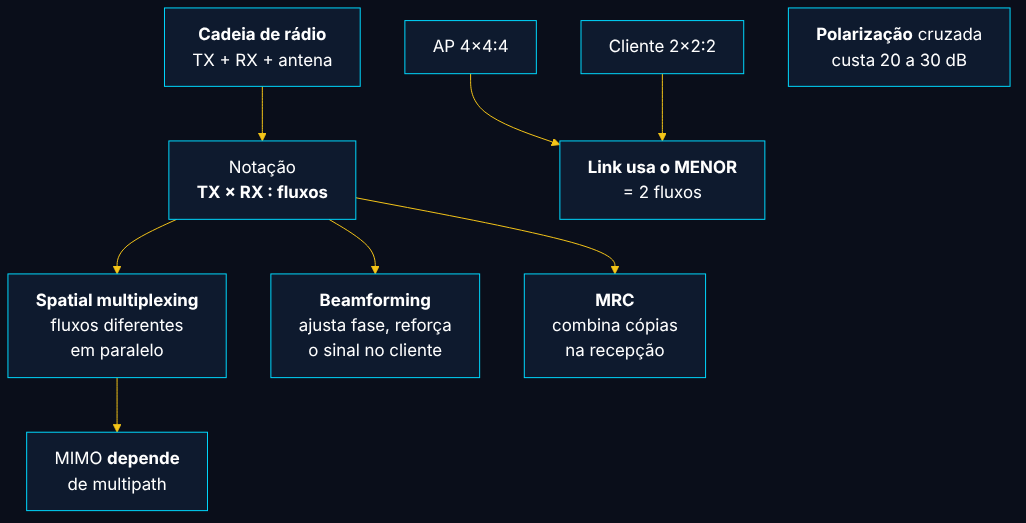 Cadeia de rádio
TX + RX + antena
AP 4×4:4
Cliente 2×2:2
Polarização cruzada
custa 20 a 30 dB
Notação
TX × RX : fluxos
Link usa o MENOR
= 2 fluxos
Spatial multiplexing
fluxos diferentes
em paralelo
Beamforming
ajusta fase, reforça
o sinal no cliente
MRC
combina cópias
na recepção
MIMO depende
de multipath